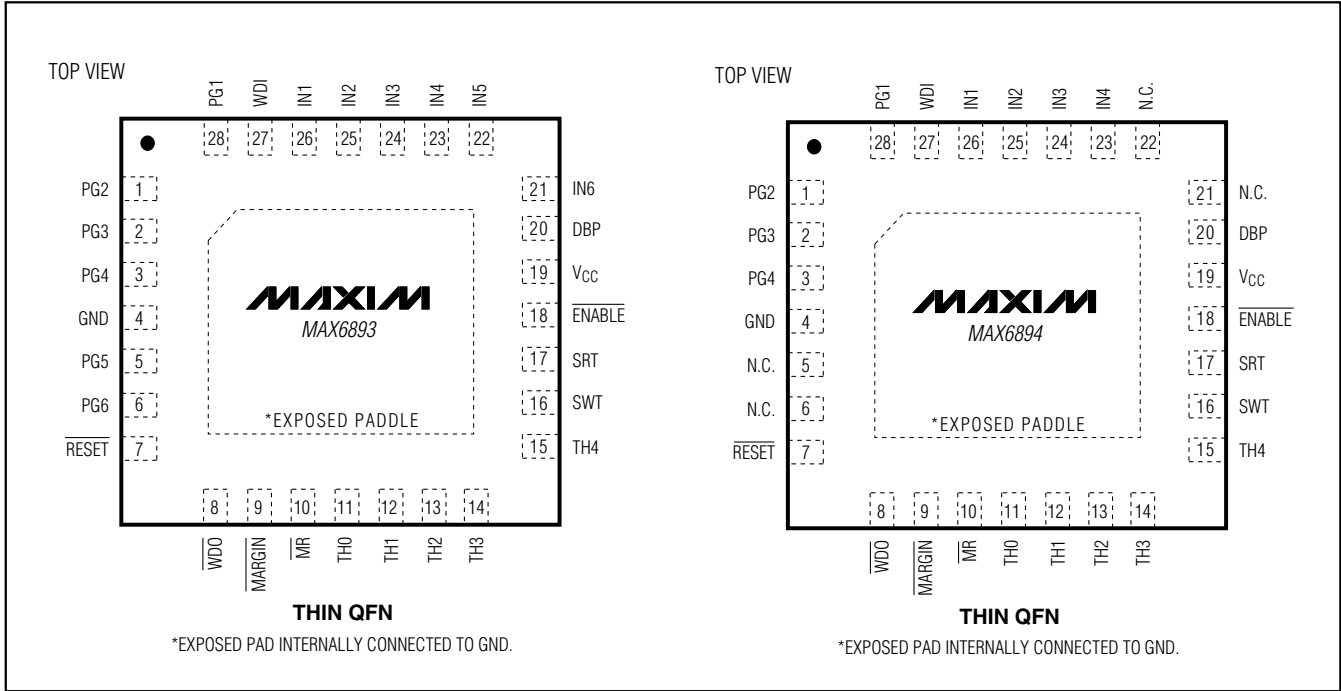 TOP VIEW
PG1 WDI IN1 IN2 IN3 IN4 IN5
28 27 26 25 24 23 22
PG2 1
PG3 2
PG4 3
GND 4
PG5 5
PG6 6
RESET 7
21 IN6
20 DBP
19 VCC
18 ENABLE
17 SRT
16 SWT
15 TH4
MAXIM
MAX6893
*EXPOSED PADDLE
8 9 10 11 12 13 14
WDO MARGIN MR TH0 TH1 TH2 TH3
THIN QFN
*EXPOSED PAD INTERNALLY CONNECTED TO GND.
TOP VIEW
PG1 WDI IN1 IN2 IN3 IN4 N.C.
28 27 26 25 24 23 22
PG2 1
PG3 2
PG4 3
GND 4
N.C. 5
N.C. 6
RESET 7
21 N.C.
20 DBP
19 VCC
18 ENABLE
17 SRT
16 SWT
15 TH4
MAXIM
MAX6894
*EXPOSED PADDLE
8 9 10 11 12 13 14
WDO MARGIN MR TH0 TH1 TH2 TH3
THIN QFN
*EXPOSED PAD INTERNALLY CONNECTED TO GND.